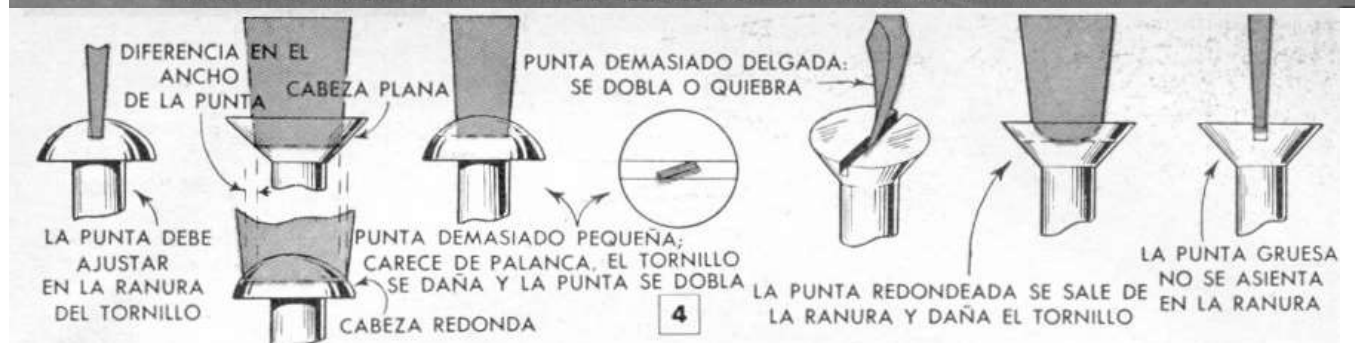 DIFERENCIA EN EL
ANCHO
DE LA PUNTA
CABEZA PLANA
LA PUNTA DEBE
AJUSTAR
EN LA RANURA
DEL TORNILLO
CABEZA REDONDA
PUNTA DEMASIADO PEQUEÑA;
CARECE DE PALANCA, EL TORNILLO
SE DAÑA Y LA PUNTA SE DOBLA
4
PUNTA DEMASIADO DELGADA:
SE DOBLA O QUIEBRA
LA PUNTA REDONDEADA SE SALE DE
LA RANURA Y DAÑA EL TORNILLO
LA PUNTA GRUESA
NO SE ASIENTA
EN LA RANURA